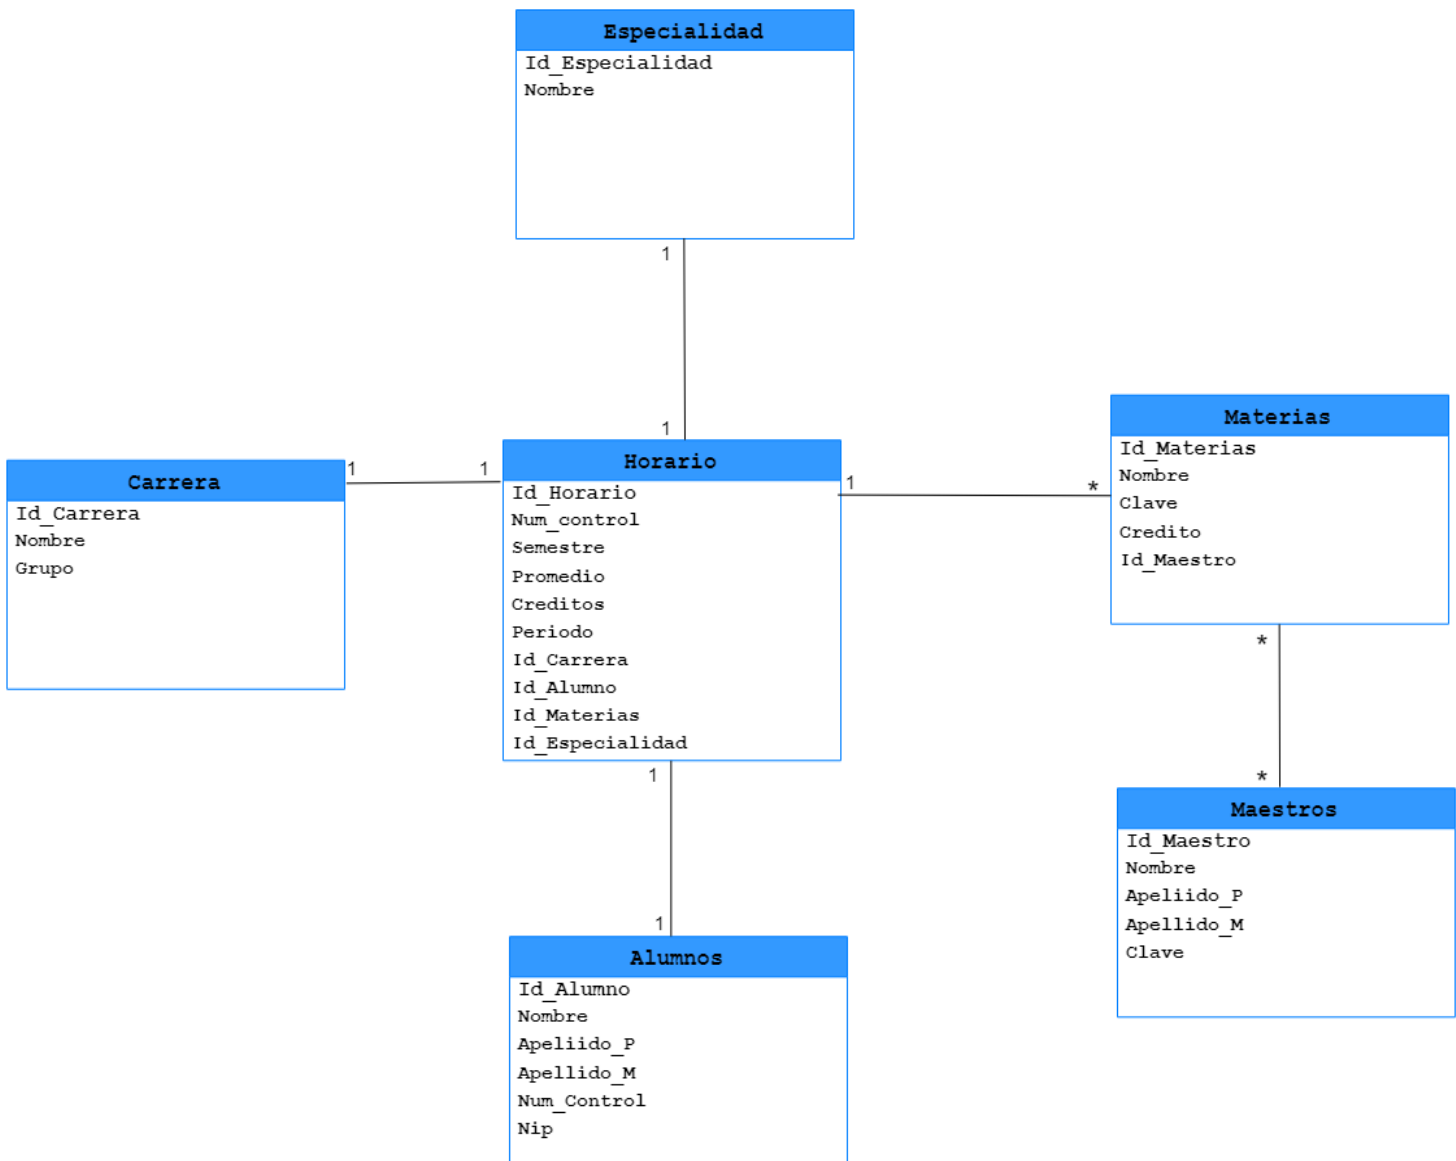 Especialidad
Id_Especialidad
Nombre
1
1
Carrera
Id_Carrera
Nombre
Grupo
1
1
Horario
Id_Horario
Num_control
Semestre
Promedio
Creditos
Periodo
Id_Carrera
Id_Alumno
Id_Materias
Id_Especialidad
1
*
Materias
Id_Materias
Nombre
Clave
Credito
Id_Maestro
*
*
Maestros
Id_Maestro
Nombre
Apeliido_P
Apellido_M
Clave
1
1
Alumnos
Id_Alumno
Nombre
Apeliido_P
Apellido_M
Num_Control
Nip